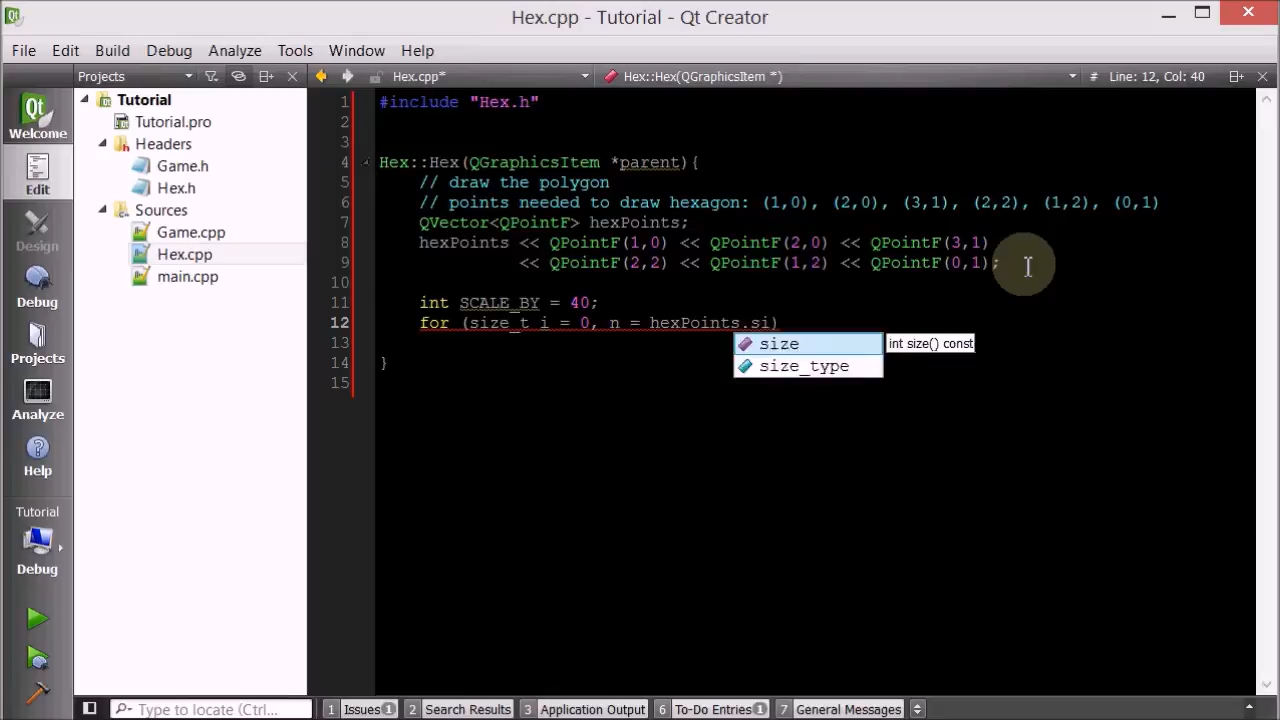 Hex.cpp - Tutorial - Qt Creator
File Edit Build Debug Analyze Tools Window Help
Projects Hex.cpp* Hex::Hex(QGraphicsItem *) # Line: 12, Col: 40
Welcome
Edit
Design
Debug
Projects
Analyze
Help
Tutorial
Debug
Tutorial
Tutorial.pro
Headers
Game.h
Hex.h
Sources
Game.cpp
Hex.cpp
main.cpp
1 #include "Hex.h"
2
3
4 Hex::Hex(QGraphicsItem *parent){
5 // draw the polygon
6 // points needed to draw hexagon: (1,0), (2,0), (3,1), (2,2), (1,2), (0,1)
7 QVector<QPointF> hexPoints;
8 hexPoints << QPointF(1,0) << QPointF(2,0) << QPointF(3,1)
9 << QPointF(2,2) << QPointF(1,2) << QPointF(0,1);
10
11 int SCALE_BY = 40;
12 for (size_t i = 0, n = hexPoints.si)
13
14 }
15
size int size() const
size_type
Type to locate (Ctrl... 1 Issues 1 2 Search Results 3 Application Output 6 To-Do Entries 1 7 General Messages